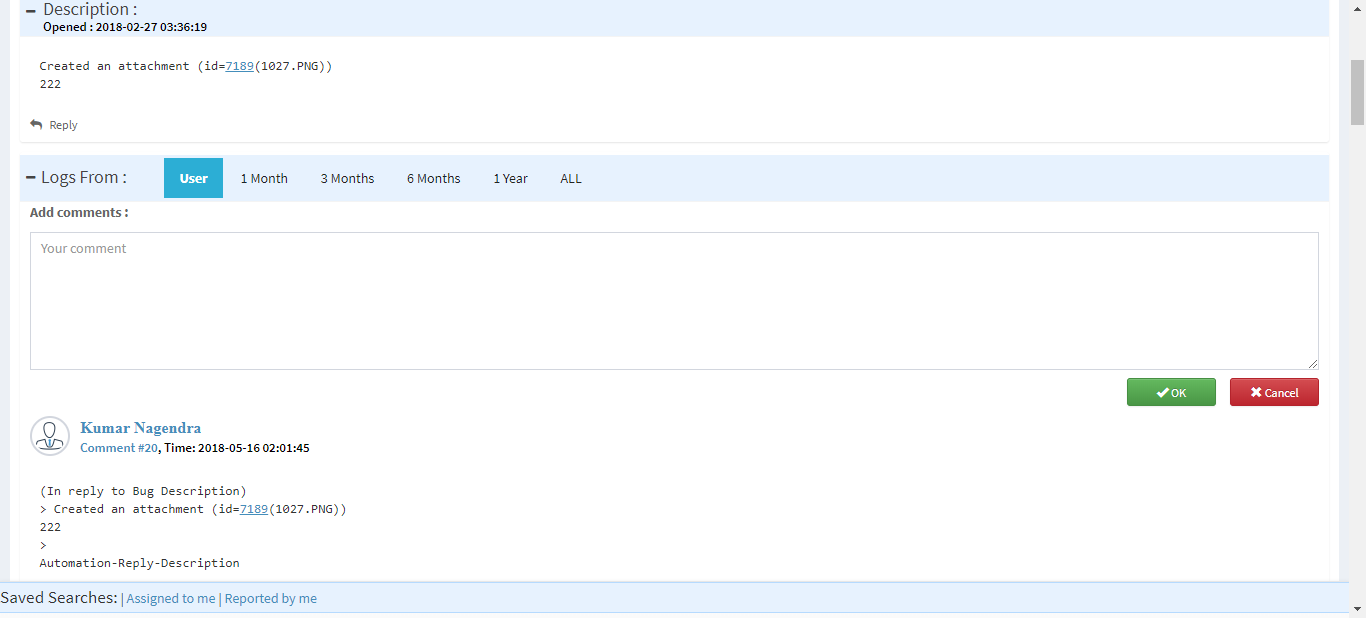 Description :
Opened : 2018-02-27 03:36:19
Created an attachment (id=7189(1027.PNG))
222
Reply
Logs From : User 1 Month 3 Months 6 Months 1 Year ALL
Add comments :
Your comment
OK Cancel
Kumar Nagendra
Comment #20, Time: 2018-05-16 02:01:45
(In reply to Bug Description)
> Created an attachment (id=7189(1027.PNG))
222
>
Automation-Reply-Description
Saved Searches: | Assigned to me | Reported by me